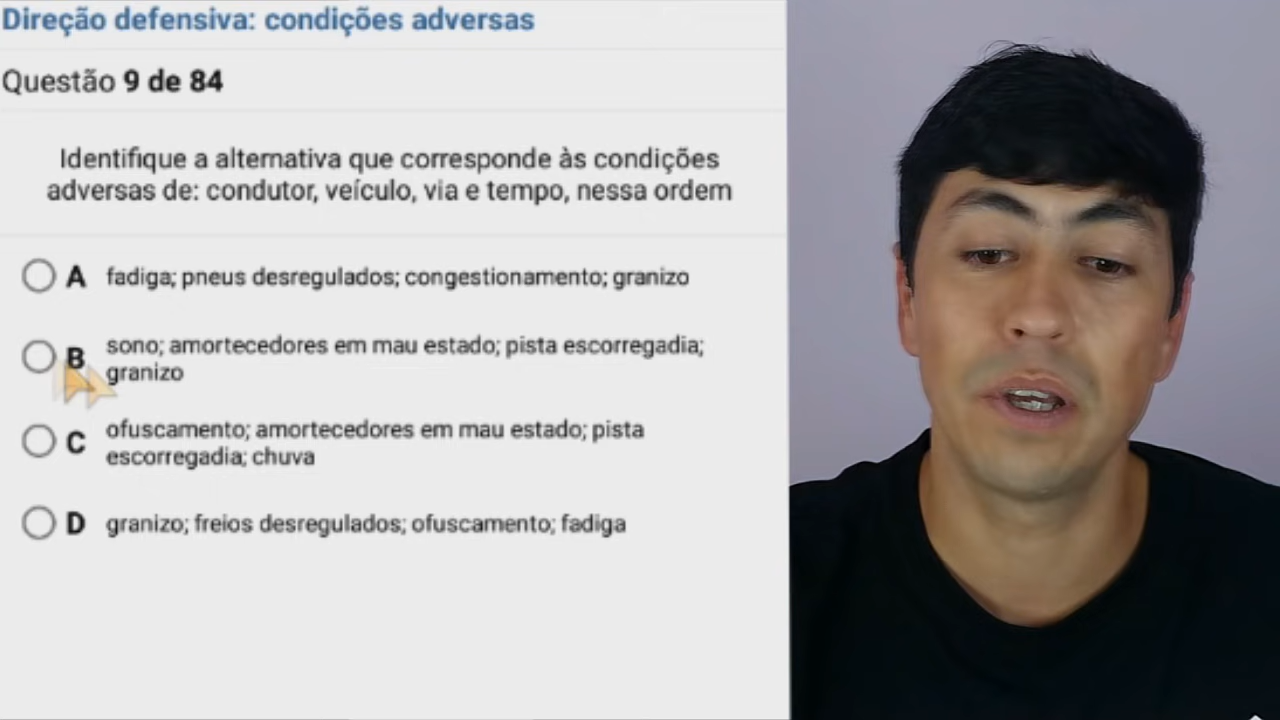 Direção defensiva: condições adversas
Questão 9 de 84
Identifique a alternativa que corresponde às condições
adversas de: condutor, veículo, via e tempo, nessa ordem
A fadiga; pneus desregulados; congestionamento; granizo
B sono; amortecedores em mau estado; pista escorregadia;
granizo
C ofuscamento; amortecedores em mau estado; pista
escorregadia; chuva
D granizo; freios desregulados; ofuscamento; fadiga